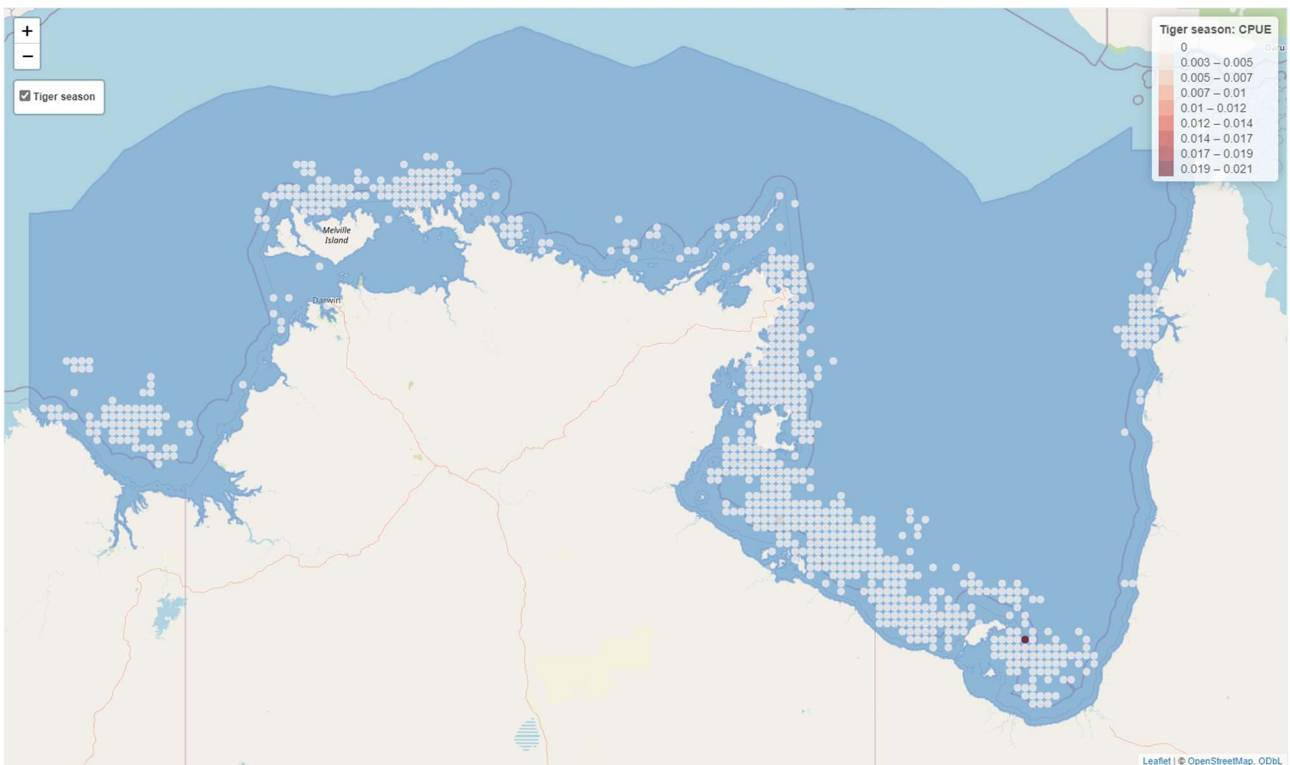 +
−
Tiger season
Tiger season: CPUE
0
0.003 – 0.005
0.005 – 0.007
0.007 – 0.01
0.01 – 0.012
0.012 – 0.014
0.014 – 0.017
0.017 – 0.019
0.019 – 0.021
Daru
Melville
Island
Darwin
Leaflet | © OpenStreetMap, ODbL